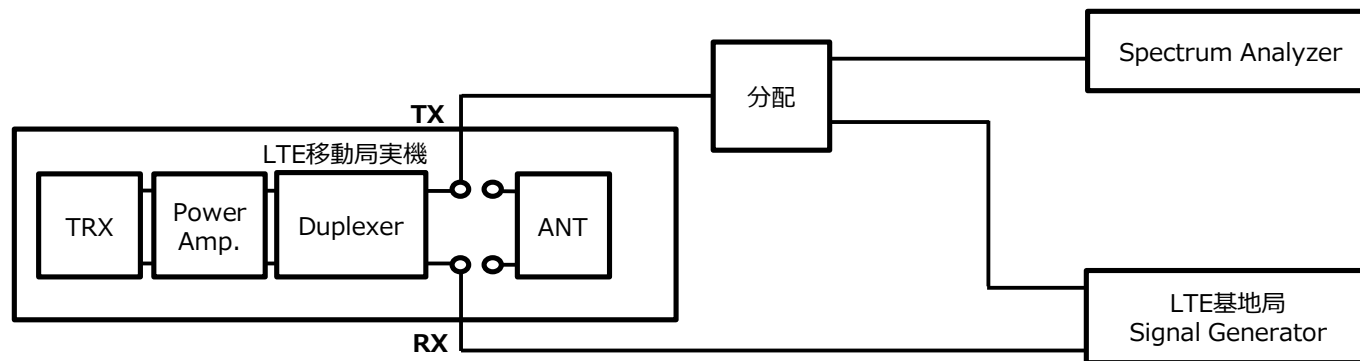 Spectrum Analyzer
分配
TX
LTE移動局実機
TRX
Power
Amp.
Duplexer
ANT
LTE基地局
Signal Generator
RX